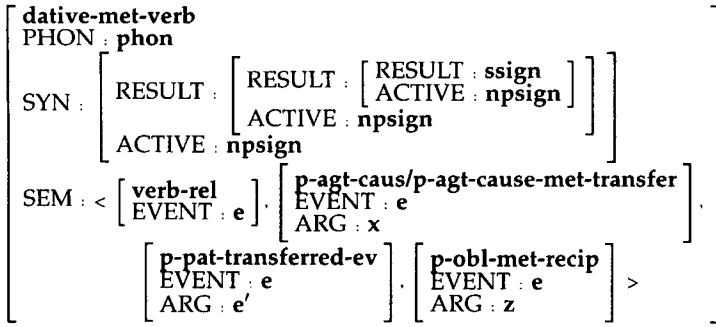 dative-met-verb
PHON : phon
SYN : RESULT : RESULT : RESULT : ssign
ACTIVE : npsign
ACTIVE : npsign
ACTIVE : npsign
SEM : < [ verb-rel EVENT : e ] , [ p-agt-caus/p-agt-cause-met-transfer EVENT : e ARG : x ] ,
[ p-pat-transferred-ev EVENT : e ARG : e′ ] , [ p-obl-met-recip EVENT : e ARG : z ] >